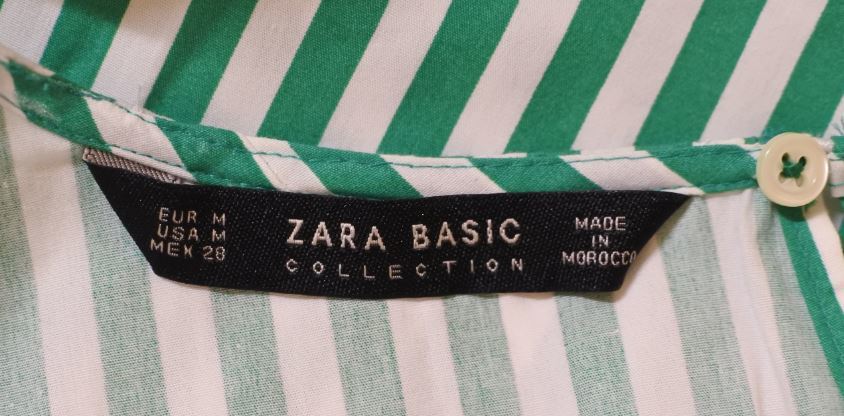 EUR M
USA M
MEX 28
ZARA BASIC
COLLECTION
MADE
IN
MOROCCO